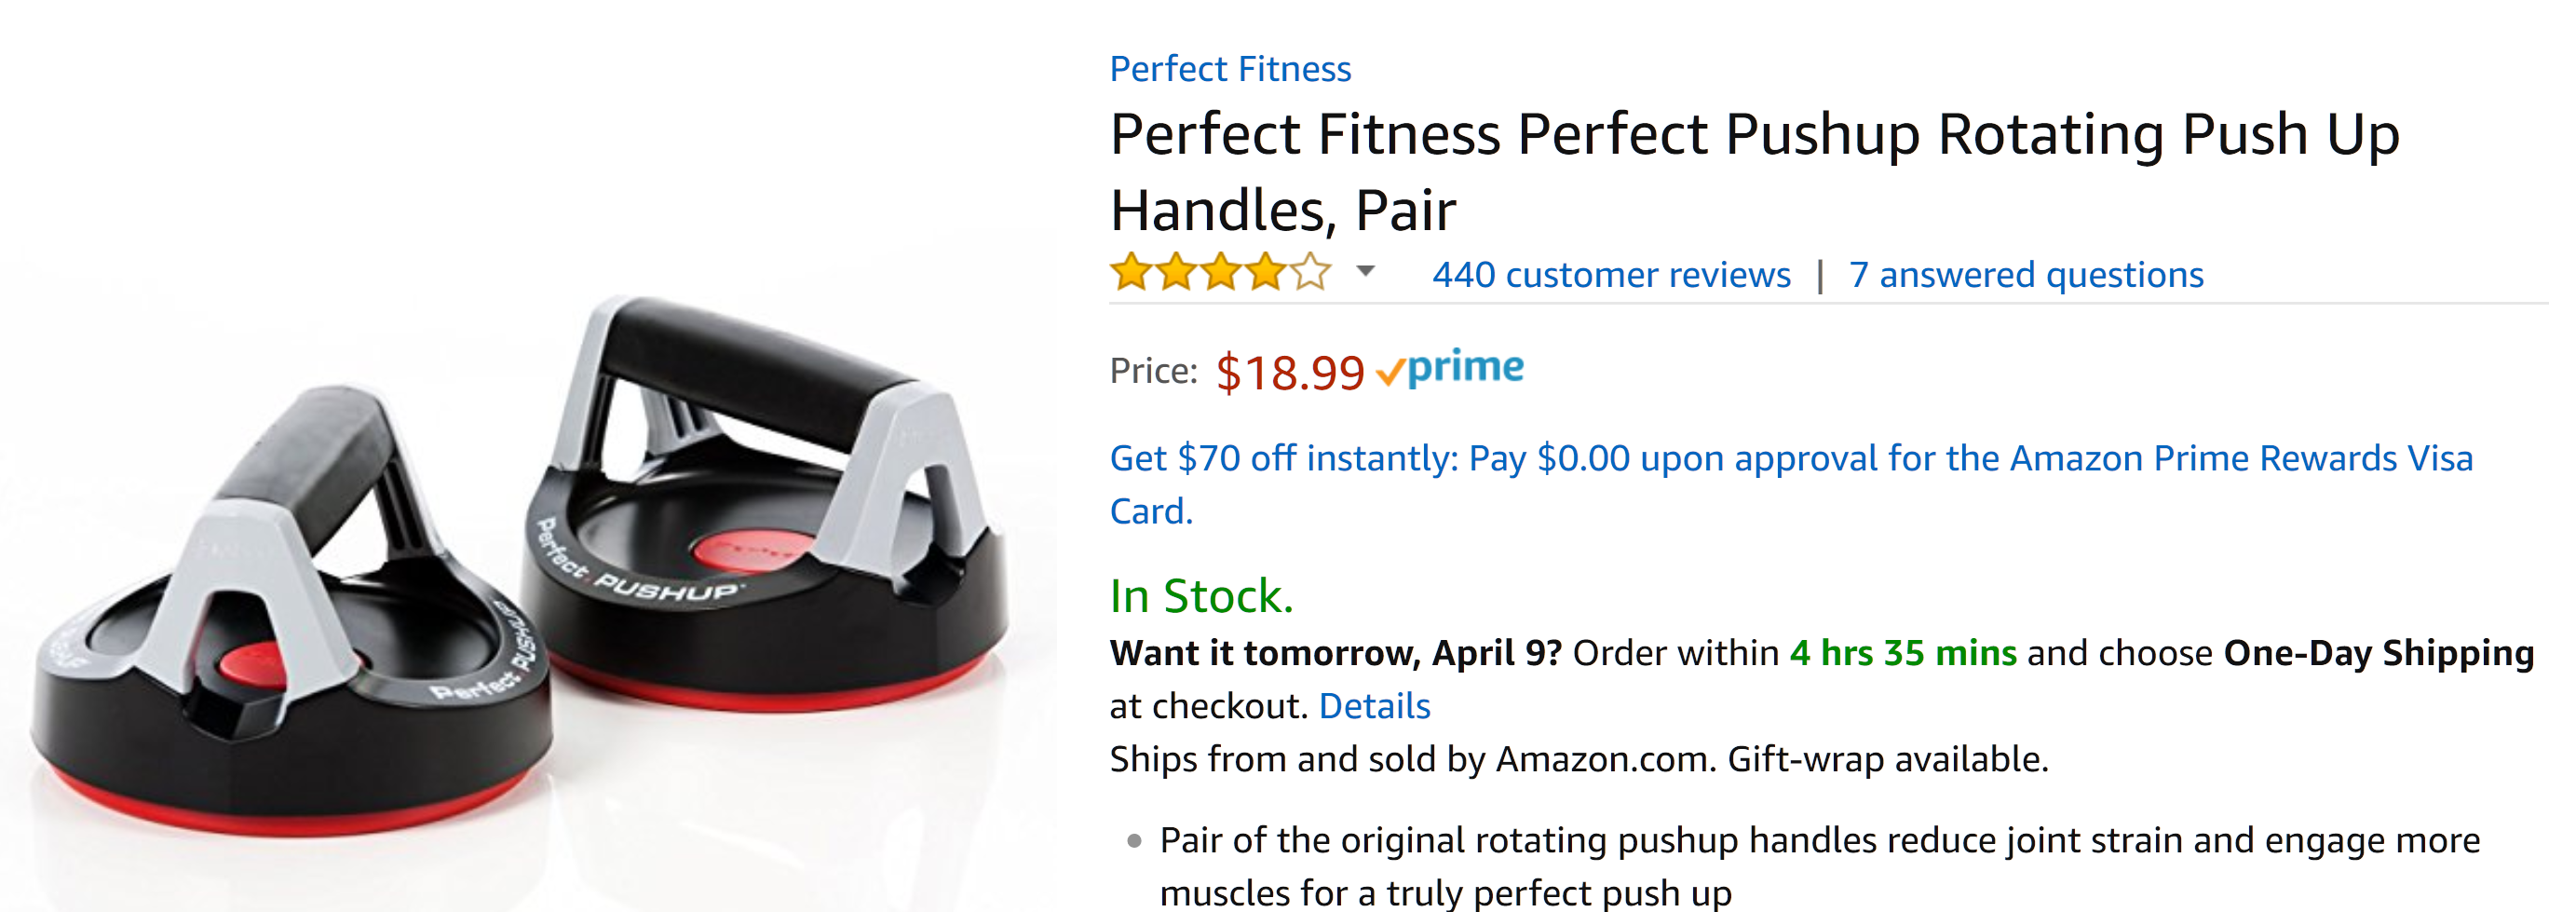 Perfect Fitness
Perfect Fitness Perfect Pushup Rotating Push Up
Handles, Pair
440 customer reviews | 7 answered questions
Price: $18.99 prime
Get $70 off instantly: Pay $0.00 upon approval for the Amazon Prime Rewards Visa
Card.
In Stock.
Want it tomorrow, April 9? Order within 4 hrs 35 mins and choose One-Day Shipping
at checkout. Details
Ships from and sold by Amazon.com. Gift-wrap available.
• Pair of the original rotating pushup handles reduce joint strain and engage more
muscles for a truly perfect push up
Perfect PUSHUP
Perfect PUSHUP